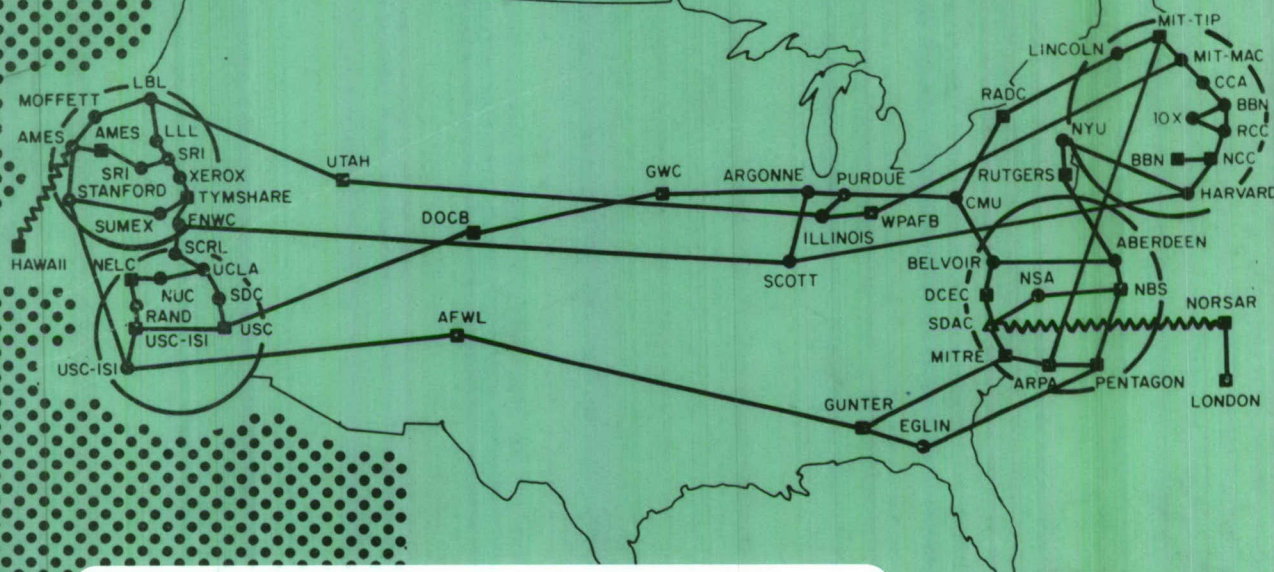 MIT-TIP
LINCOLN
MIT-MAC
CCA
RADC
BBN
10X
RCC
NYU
BBN
NCC
RUTGERS
HARVARD
LBL
MOFFETT
AMES
AMES
LLL
SRI
SRI
XEROX
STANFORD
TYMSHARE
SUMEX
FNWC
SCRL
HAWAII
NELC
UCLA
NUC
SDC
RAND
USC
USC-ISI
USC-ISI
UTAH
DOCB
GWC
ARGONNE
PURDUE
WPAFB
ILLINOIS
CMU
SCOTT
ABERDEEN
BELVOIR
NSA
DCEC
NBS
SDAC
NORSAR
MITRE
ARPA
PENTAGON
LONDON
AFWL
GUNTER
EGLIN